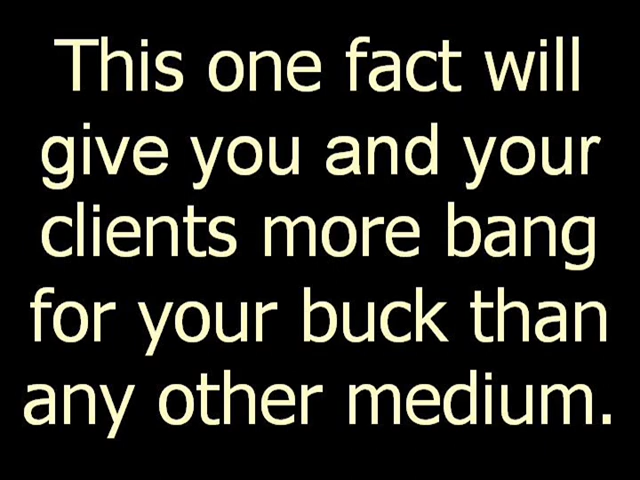 This one fact will
give you and your
clients more bang
for your buck than
any other medium.